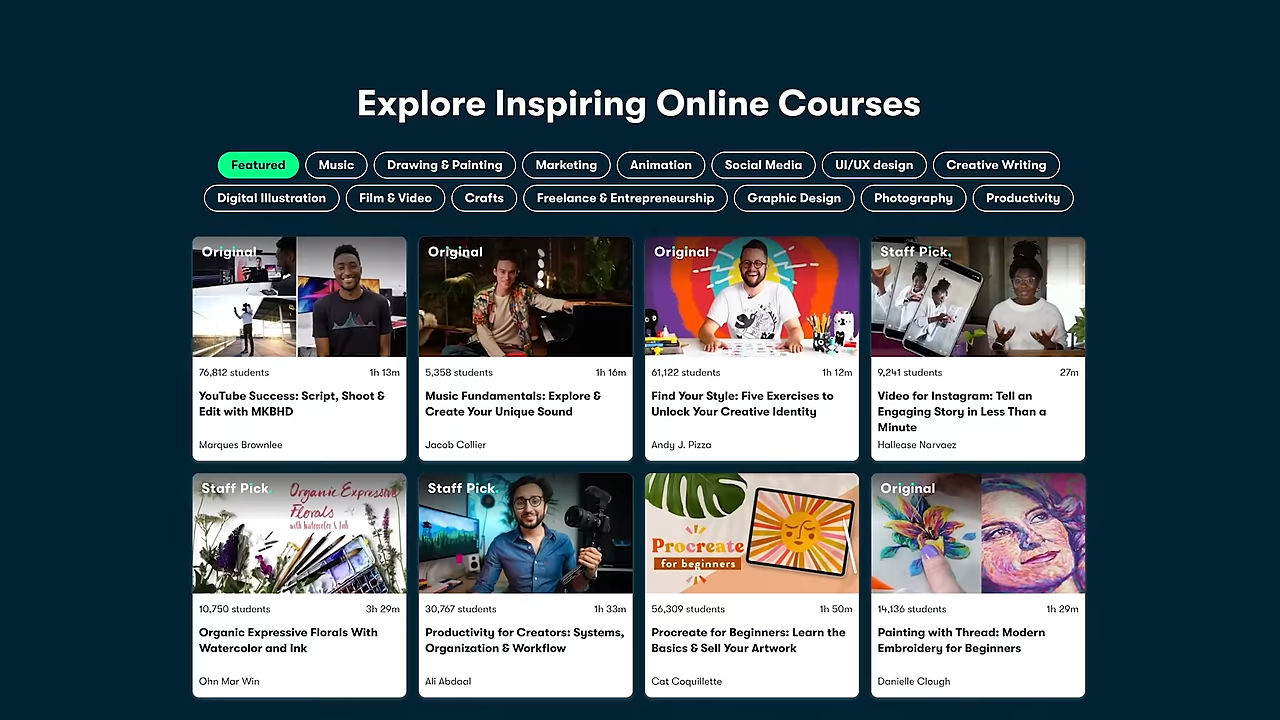 Explore Inspiring Online Courses
Featured
Music
Drawing & Painting
Marketing
Animation
Social Media
UI/UX design
Creative Writing
Digital Illustration
Film & Video
Crafts
Freelance & Entrepreneurship
Graphic Design
Photography
Productivity
Original
76,812 students
1h 13m
YouTube Success: Script, Shoot &
Edit with MKBHD
Marques Brownlee
Original
5,358 students
1h 16m
Music Fundamentals: Explore &
Create Your Unique Sound
Jacob Collier
Original
61,122 students
1h 12m
Find Your Style: Five Exercises to
Unlock Your Creative Identity
Andy J. Pizza
Staff Pick.
9,241 students
27m
Video for Instagram: Tell an
Engaging Story in Less Than a
Minute
Hallease Narvaez
Staff Pick.
Organic Expressive
Florals
with Watercolor & Ink
10,750 students
3h 29m
Organic Expressive Florals With
Watercolor and Ink
Ohn Mar Win
Staff Pick.
30,767 students
1h 33m
Productivity for Creators: Systems,
Organization & Workflow
Ali Abdaal
Procreate
for beginners
56,309 students
1h 50m
Procreate for Beginners: Learn the
Basics & Sell Your Artwork
Cat Coquillette
Original
14,136 students
1h 29m
Painting with Thread: Modern
Embroidery for Beginners
Danielle Clough